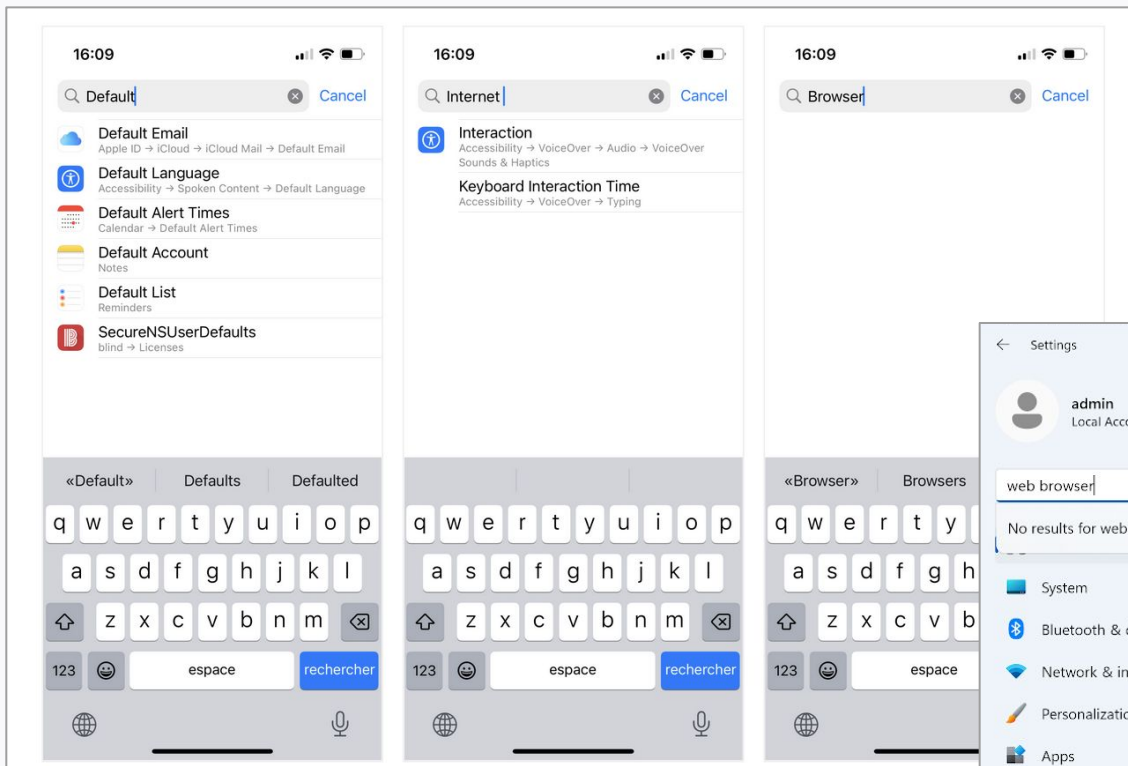 16:09
Default
Cancel
Default Email
Apple ID → iCloud → iCloud Mail → Default Email
Default Language
Accessibility → Spoken Content → Default Language
Default Alert Times
Calendar → Default Alert Times
Default Account
Notes
Default List
Reminders
SecureNSUserDefaults
blind → Licenses
«Default» Defaults Defaulted
q w e r t y u i o p
a s d f g h j k l
z x c v b n m
123 espace rechercher
16:09
Internet
Cancel
Interaction
Accessibility → VoiceOver → Audio → VoiceOver
Sounds & Haptics
Keyboard Interaction Time
Accessibility → VoiceOver → Typing
q w e r t y u i o p
a s d f g h j k l
z x c v b n m
123 espace rechercher
16:09
Browser
Cancel
«Browser» Browsers
q w e r t y
a s d f g h
z x c v b
123 espace
Settings
admin
Local
web browser
No results for web
System
Bluetooth &
Network &
Apps